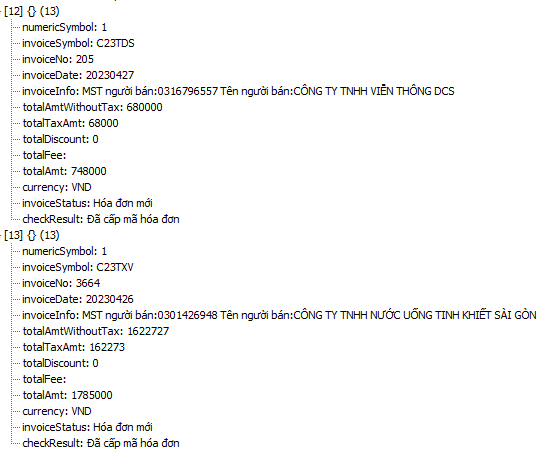 [12] {} (13)
numericSymbol: 1
invoiceSymbol: C23TDS
invoiceNo: 205
invoiceDate: 20230427
invoiceInfo: MST người bán:0316796557 Tên người bán:CÔNG TY TNHH VIỄN THÔNG DCS
totalAmtWithoutTax: 680000
totalTaxAmt: 68000
totalDiscount: 0
totalFee:
totalAmt: 748000
currency: VND
invoiceStatus: Hóa đơn mới
checkResult: Đã cấp mã hóa đơn
[13] {} (13)
numericSymbol: 1
invoiceSymbol: C23TXV
invoiceNo: 3664
invoiceDate: 20230426
invoiceInfo: MST người bán:0301426948 Tên người bán:CÔNG TY TNHH NƯỚC UỐNG TINH KHIẾT SÀI GÒN
totalAmtWithoutTax: 1622727
totalTaxAmt: 162273
totalDiscount: 0
totalFee:
totalAmt: 1785000
currency: VND
invoiceStatus: Hóa đơn mới
checkResult: Đã cấp mã hóa đơn